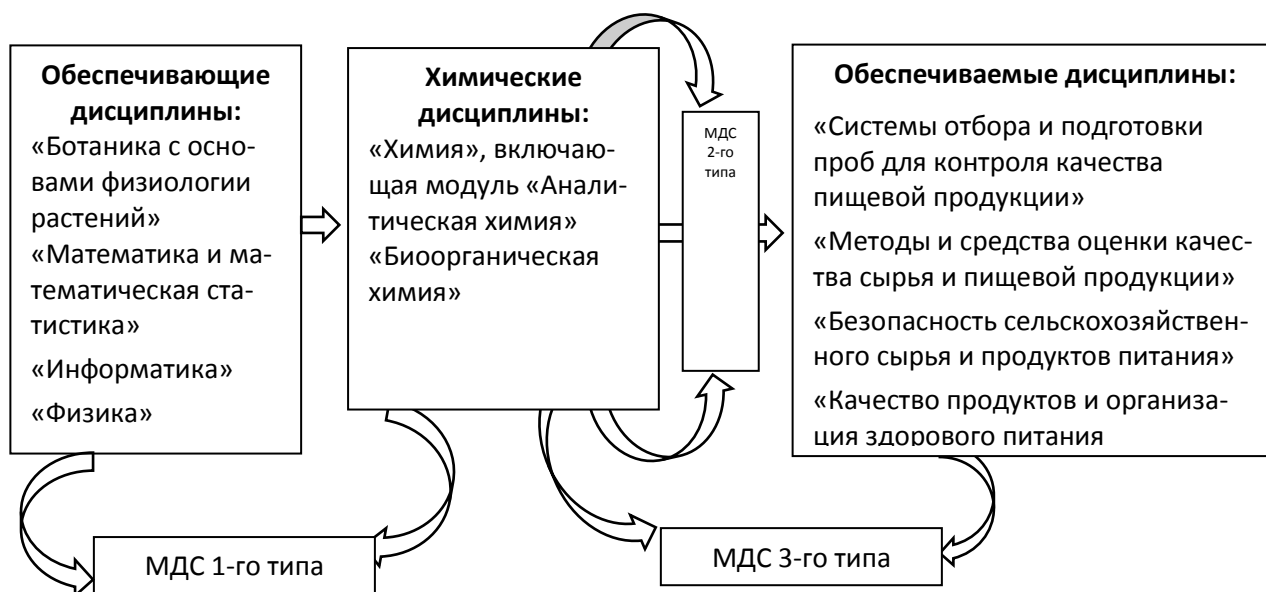 Обеспечивающие
дисциплины:
«Ботаника с осно-
вами физиологии
растений»
«Математика и ма-
тематическая ста-
тистика»
«Информатика»
«Физика»
Химические
дисциплины:
«Химия», включаю-
щая модуль «Анали-
тическая химия»
«Биоорганическая
химия»
МДС
2-го
типа
Обеспечиваемые дисциплины:
«Системы отбора и подготовки
проб для контроля качества
пищевой продукции»
«Методы и средства оценки качес-
тва сырья и пищевой продукции»
«Безопасность сельскохозяйствен-
ного сырья и продуктов питания»
«Качество продуктов и организа-
ция здорового питания
МДС 1-го типа
МДС 3-го типа